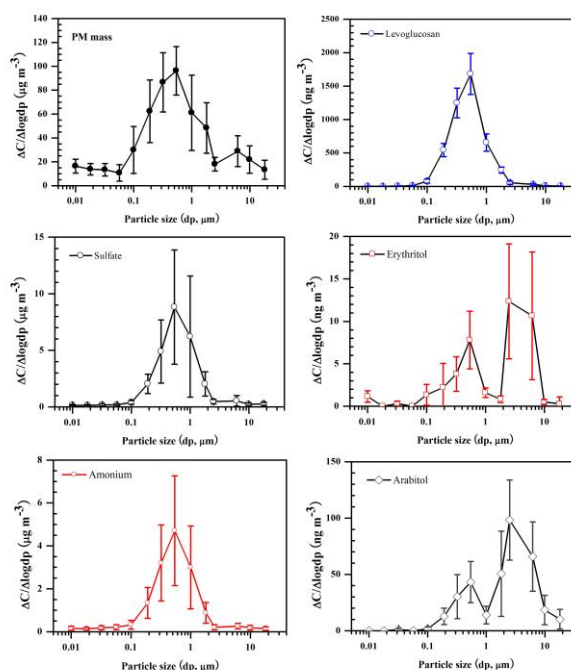 PM mass
ΔC/Δlogdp (μg m⁻³)
120
100
80
60
40
20
0
0.01 0.1 1 10
Particle size (dp, μm)
Levoglucosan
ΔC/Δlogdp (ng m⁻³)
2500
2000
1500
1000
500
0
0.01 0.1 1 10
Particle size (dp, μm)
Sulfate
ΔC/Δlogdp (μg m⁻³)
15
10
5
0
0.01 0.1 1 10
Particle size (dp, μm)
Erythritol
ΔC/Δlogdp (ng m⁻³)
20
15
10
5
0
0.01 0.1 1 10
Particle size (dp, μm)
Amonium
ΔC/Δlogdp (μg m⁻³)
8
6
4
2
0
0.01 0.1 1 10
Particle size (dp, μm)
Arabitol
ΔC/Δlogdp (ng m⁻³)
150
100
50
0
0.01 0.1 1 10
Particle size (dp, μm)